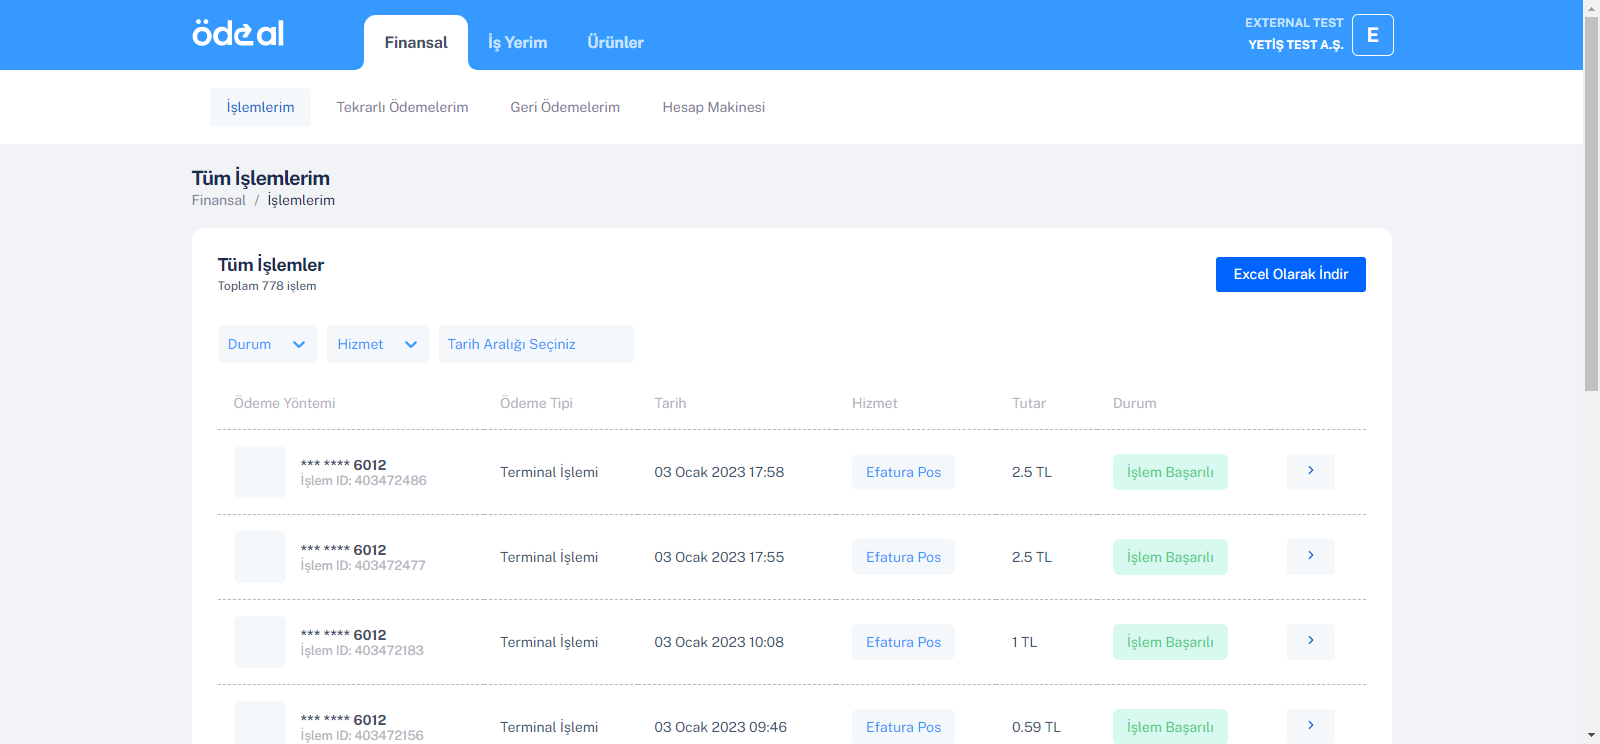 ödeal
Finansal
İş Yerim
Ürünler
EXTERNAL TEST
YETİŞ TEST A.Ş.
E
İşlemlerim
Tekrarlı Ödemelerim
Geri Ödemelerim
Hesap Makinesi
Tüm İşlemlerim
Finansal / İşlemlerim
Tüm İşlemler
Toplam 778 işlem
Excel Olarak İndir
Durum
Hizmet
Tarih Aralığı Seçiniz
Ödeme Yöntemi
Ödeme Tipi
Tarih
Hizmet
Tutar
Durum
*** **** 6012
İşlem ID: 403472486
Terminal İşlemi
03 Ocak 2023 17:58
Efatura Pos
2.5 TL
İşlem Başarılı
*** **** 6012
İşlem ID: 403472477
Terminal İşlemi
03 Ocak 2023 17:55
Efatura Pos
2.5 TL
İşlem Başarılı
*** **** 6012
İşlem ID: 403472183
Terminal İşlemi
03 Ocak 2023 10:08
Efatura Pos
1 TL
İşlem Başarılı
*** **** 6012
İşlem ID: 403472156
Terminal İşlemi
03 Ocak 2023 09:46
Efatura Pos
0.59 TL
İşlem Başarılı